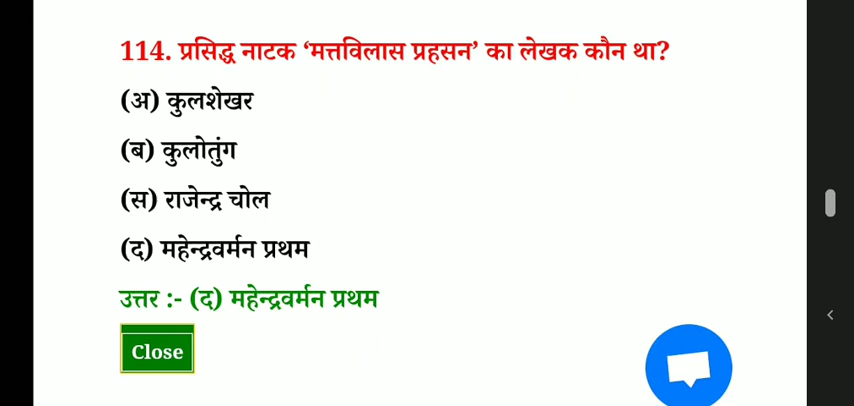 114. प्रसिद्ध नाटक ‘मत्तविलास प्रहसन’ का लेखक कौन था?
(अ) कुलशेखर
(ब) कुलोतुंग
(स) राजेन्द्र चोल
(द) महेन्द्रवर्मन प्रथम
उत्तर :- (द) महेन्द्रवर्मन प्रथम
Close